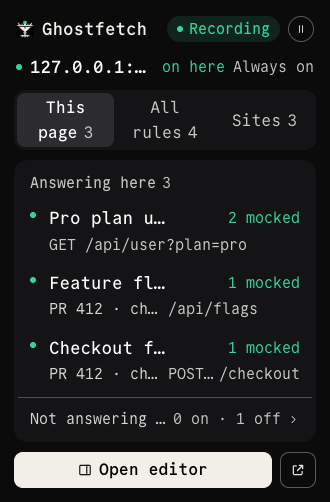 Ghostfetch Recording
127.0.0.1:… on here Always on
This page 3 All rules 4 Sites 3
Answering here 3
Pro plan u… 2 mocked
GET /api/user?plan=pro
Feature fl… 1 mocked
PR 412 · ch… /api/flags
Checkout f… 1 mocked
PR 412 · ch… POST… /checkout
Not answering … 0 on · 1 off ›
Open editor